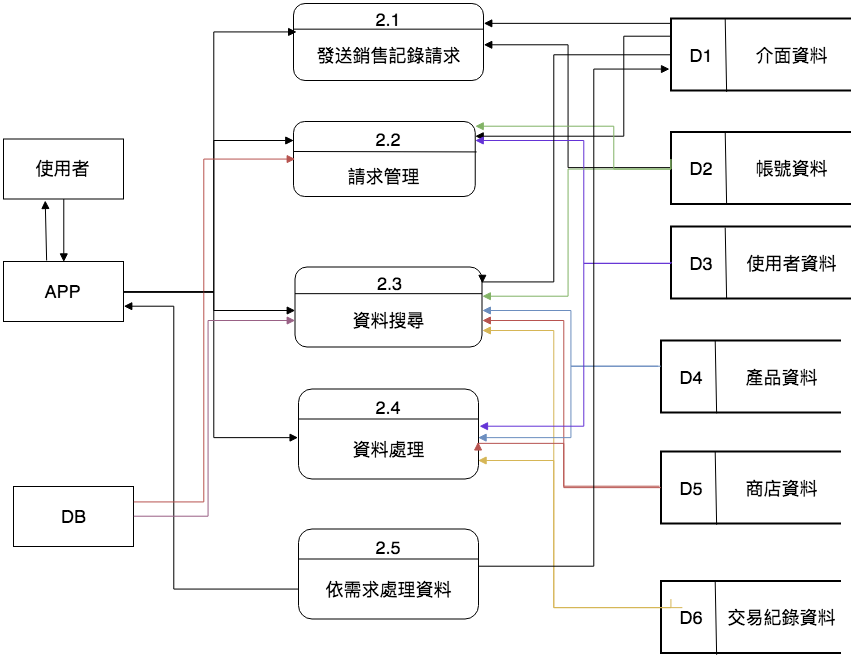 2.1
發送銷售記錄請求
D1
介面資料
2.2
請求管理
使用者
D2
帳號資料
D3
使用者資料
APP
2.3
資料搜尋
D4
產品資料
2.4
資料處理
D5
商店資料
DB
2.5
依需求處理資料
D6
交易紀錄資料